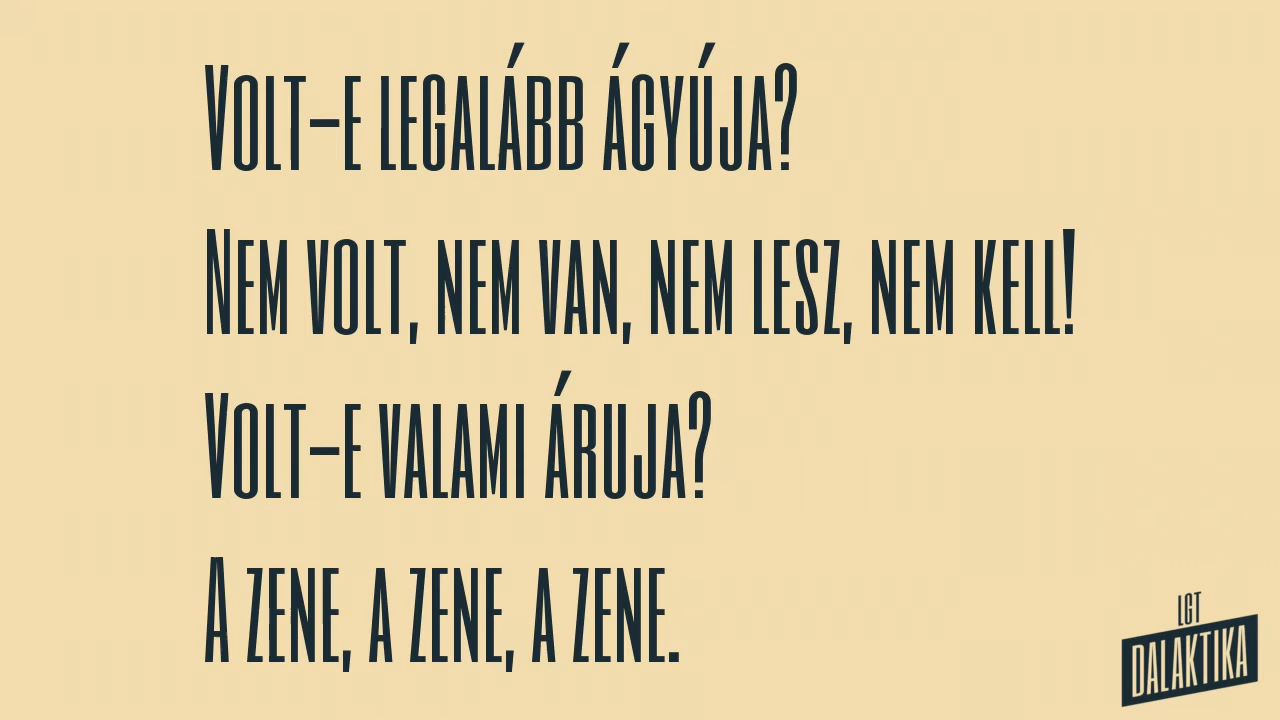 Volt-e legalább ágyúja?
Nem volt, nem van, nem lesz, nem kell!
Volt-e valami áruja?
A zene, a zene, a zene.
LGT
DALAKTIKA